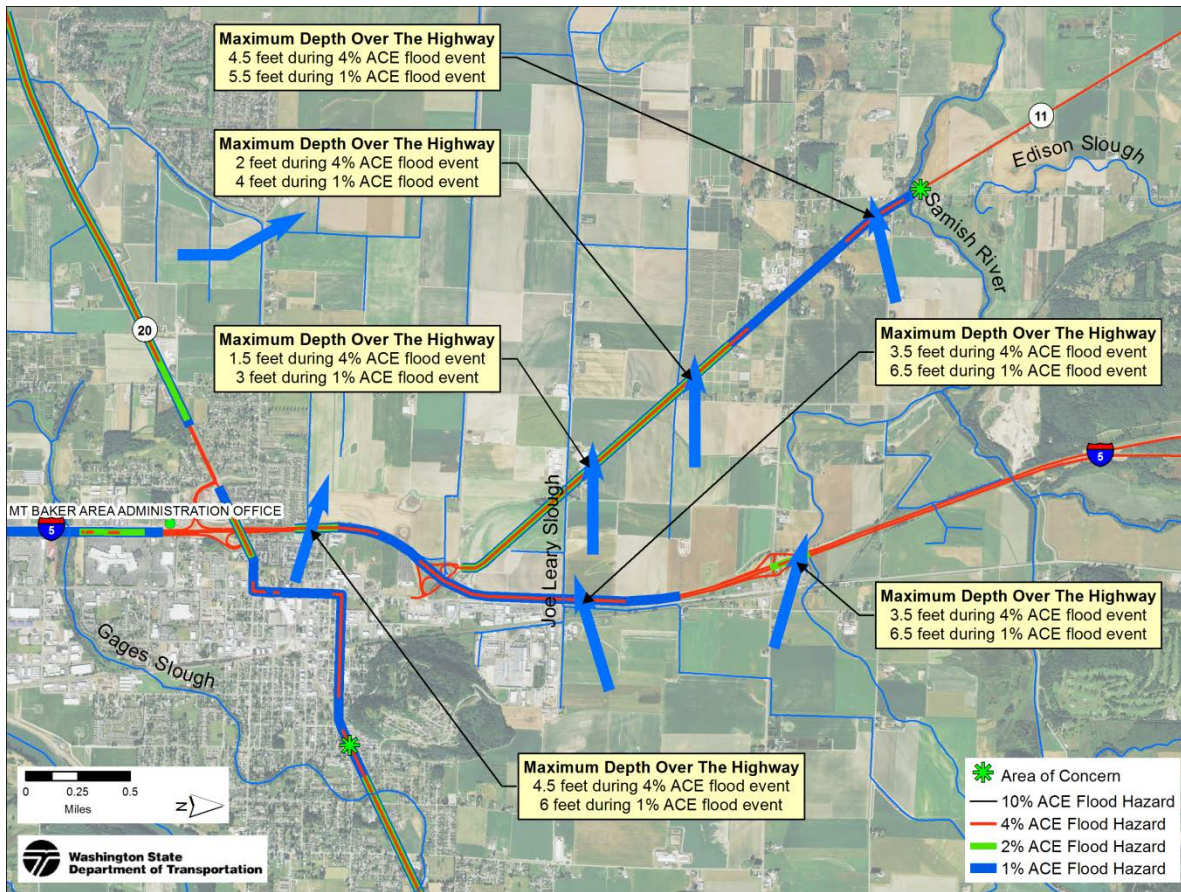 Maximum Depth Over The Highway
4.5 feet during 4% ACE flood event
5.5 feet during 1% ACE flood event
11
Edison Slough
Maximum Depth Over The Highway
2 feet during 4% ACE flood event
4 feet during 1% ACE flood event
Samish River
20
Maximum Depth Over The Highway
1.5 feet during 4% ACE flood event
3 feet during 1% ACE flood event
Maximum Depth Over The Highway
3.5 feet during 4% ACE flood event
6.5 feet during 1% ACE flood event
5
MT BAKER AREA ADMINISTRATION OFFICE
5
Joe Leary Slough
Maximum Depth Over The Highway
3.5 feet during 4% ACE flood event
6.5 feet during 1% ACE flood event
Gages Slough
Maximum Depth Over The Highway
4.5 feet during 4% ACE flood event
6 feet during 1% ACE flood event
0 0.25 0.5
Miles
N
Washington State
Department of Transportation
Area of Concern
10% ACE Flood Hazard
4% ACE Flood Hazard
2% ACE Flood Hazard
1% ACE Flood Hazard